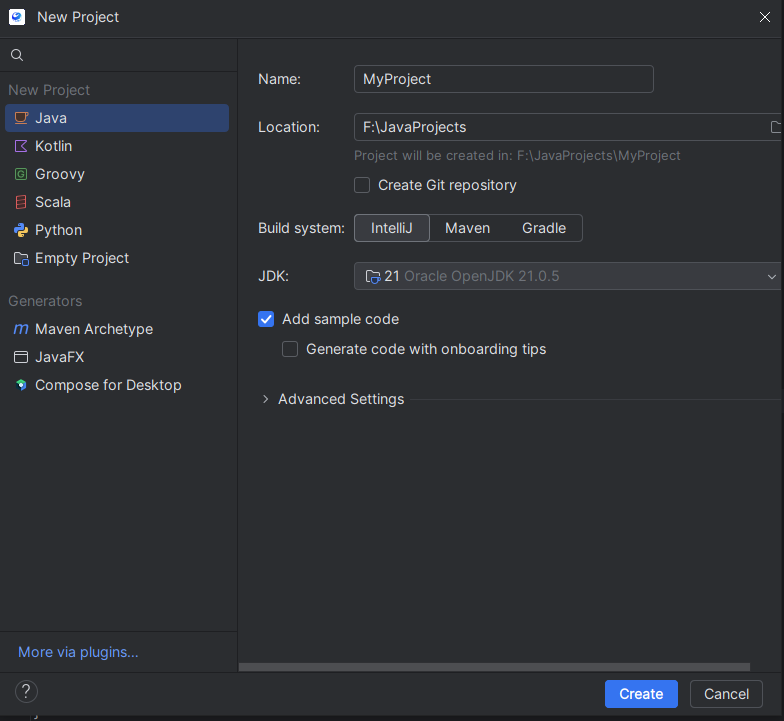 New Project
New Project
Java
Kotlin
Groovy
Scala
Python
Empty Project
Generators
Maven Archetype
JavaFX
Compose for Desktop
More via plugins...
Name: MyProject
Location: F:\JavaProjects
Project will be created in: F:\JavaProjects\MyProject
Create Git repository
Build system: IntelliJ Maven Gradle
JDK: 21 Oracle OpenJDK 21.0.5
Add sample code
Generate code with onboarding tips
Advanced Settings
? Create Cancel